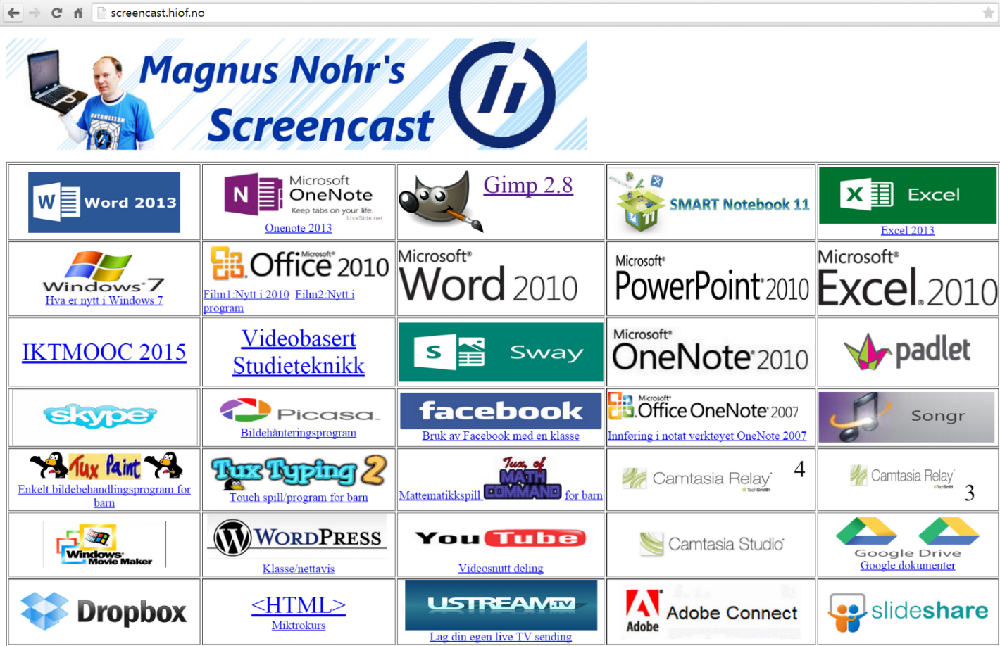 screencast.hiof.no
Magnus Nohr's
Screencast
DATANISSEN
W Word 2013
N Microsoft
OneNote
Keep tabs on your life.
LiveSide.net
Onenote 2013
Gimp 2.8
11 SMART Notebook 11
X Excel
Excel 2013
Windows 7
Hva er nytt i Windows 7
Microsoft®
Office 2010
Film1:Nytt i 2010 Film2:Nytt i
program
Microsoft®
Word 2010
Microsoft®
PowerPoint® 2010
Microsoft®
Excel® 2010
IKTMOOC 2015
Videobasert
Studieteknikk
S Sway
Microsoft®
OneNote® 2010
padlet
skype™
Picasa™
Bildehånteringsprogram
facebook
Bruk av Facebook med en klasse
Microsoft®
Office OneNote® 2007
Innføring i notat verktøyet OneNote 2007
Songr
Tux Paint
Enkelt bildebehandlingsprogram for
barn
Tux Typing 2
Touch spill/program for barn
Tux, of
MATH
COMMAND
Mattematikkspill for barn
Camtasia Relay® 4
TechSmith
Camtasia Relay®
TechSmith
3
Windows®
Movie Maker
WORDPRESS
Klasse/nettavis
YouTube
Videosnutt deling
Camtasia Studio®
Google Drive
Google dokumenter
Dropbox
<HTML>
Miktrokurs
USTREAM.TV
Lag din egen live TV sending
Adobe
Adobe Connect
slideshare